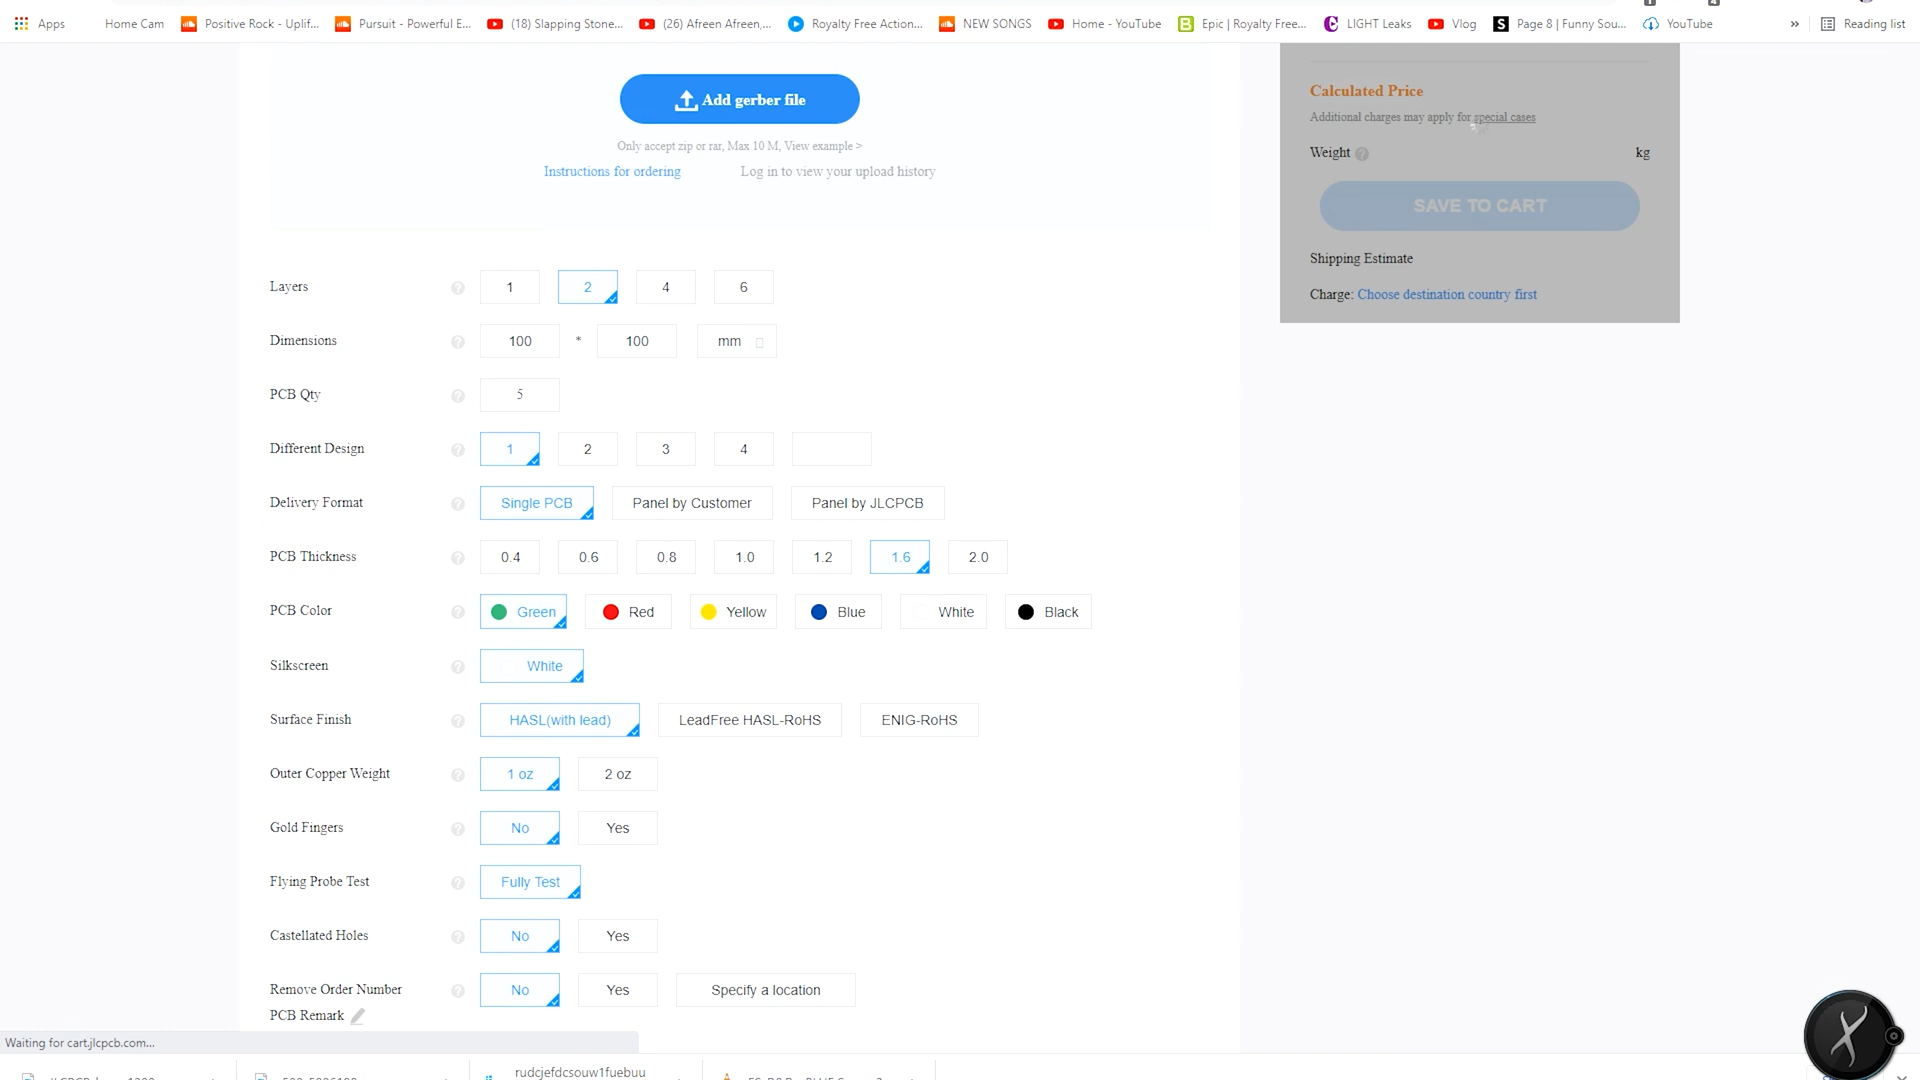 Apps Home Cam Positive Rock - Uplif... Pursuit - Powerful E... (18) Slapping Stone... (26) Afreen Afreen,... Royalty Free Action... NEW SONGS Home - YouTube Epic | Royalty Free... LIGHT Leaks Vlog Page 8 | Funny Sou... YouTube » Reading list
Add gerber file
Only accept zip or rar, Max 10 M, View example >
Instructions for ordering Log in to view your upload history
Calculated Price
Additional charges may apply for special cases
Weight ? kg
SAVE TO CART
Shipping Estimate
Charge: Choose destination country first
Layers ? 1 2 4 6
Dimensions ? 100 * 100 mm
PCB Qty ? 5
Different Design ? 1 2 3 4
Delivery Format ? Single PCB Panel by Customer Panel by JLCPCB
PCB Thickness ? 0.4 0.6 0.8 1.0 1.2 1.6 2.0
PCB Color ? Green Red Yellow Blue White Black
Silkscreen ? White
Surface Finish ? HASL(with lead) LeadFree HASL-RoHS ENIG-RoHS
Outer Copper Weight ? 1 oz 2 oz
Gold Fingers ? No Yes
Flying Probe Test ? Fully Test
Castellated Holes ? No Yes
Remove Order Number ? No Yes Specify a location
PCB Remark
Waiting for cart.jlcpcb.com...
rudcjefdcsouw1fuebuu